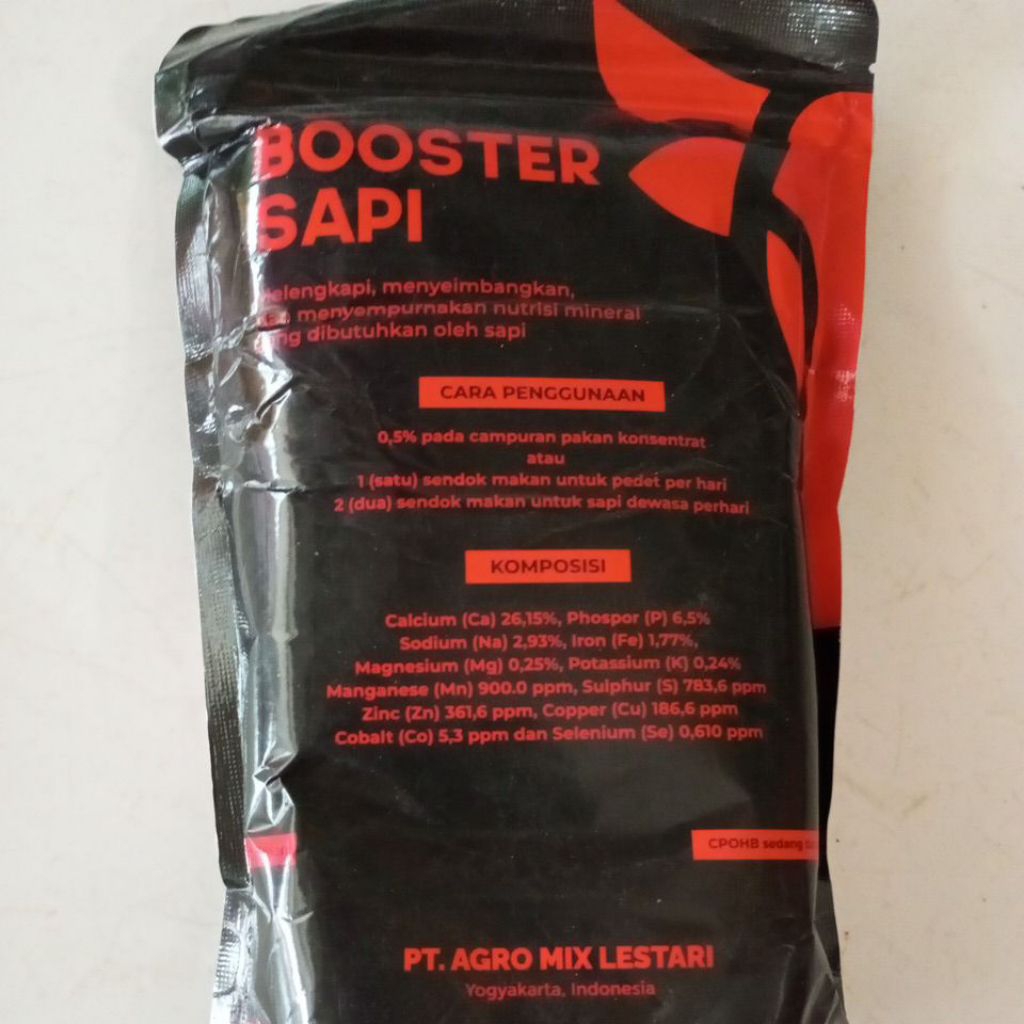 BOOSTER
SAPI
Melengkapi, menyeimbangkan,
dan menyempurnakan nutrisi mineral
yang dibutuhkan oleh sapi
CARA PENGGUNAAN
0,5% pada campuran pakan konsentrat
atau
1 (satu) sendok makan untuk pedet per hari
2 (dua) sendok makan untuk sapi dewasa perhari
KOMPOSISI
Calcium (Ca) 26,15%, Phospor (P) 6,5%
Sodium (Na) 2,93%, Iron (Fe) 1,77%,
Magnesium (Mg) 0,25%, Potassium (K) 0,24%
Manganese (Mn) 900.0 ppm, Sulphur (S) 783,6 ppm
Zinc (Zn) 361,6 ppm, Copper (Cu) 186,6 ppm
Cobalt (Co) 5,3 ppm dan Selenium (Se) 0,610 ppm
CPOHB sedang
PT. AGRO MIX LESTARI
Yogyakarta, Indonesia